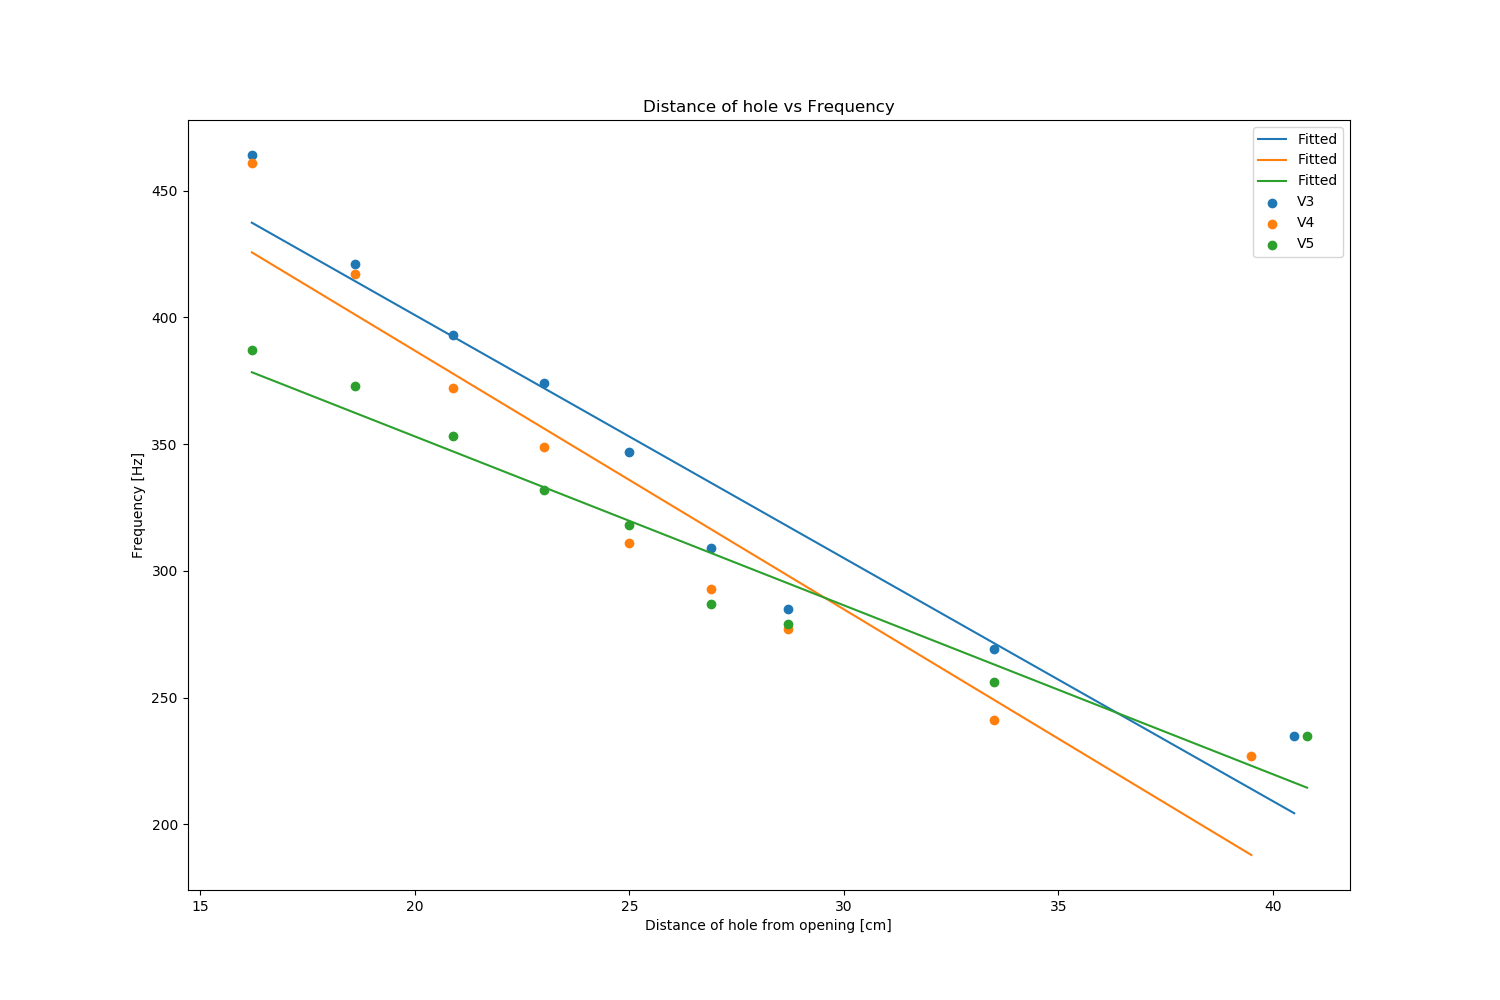 Distance of hole vs Frequency
Fitted
Fitted
Fitted
V3
V4
V5
450
400
350
300
250
200
Frequency [Hz]
15 20 25 30 35 40
Distance of hole from opening [cm]